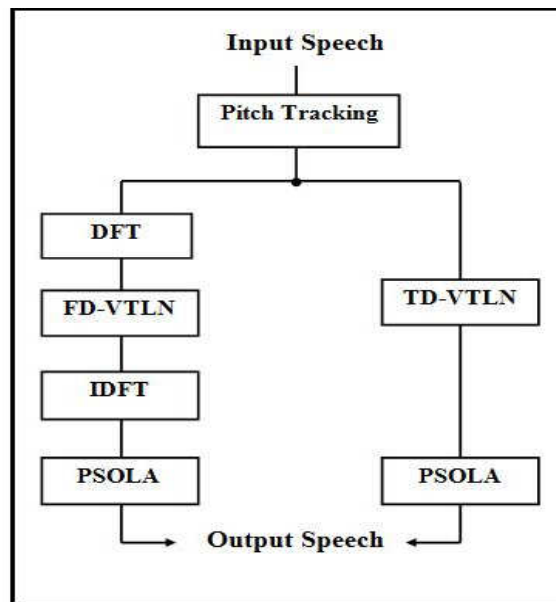 Input Speech
Pitch Tracking
DFT
FD-VTLN
TD-VTLN
IDFT
PSOLA
PSOLA
Output Speech